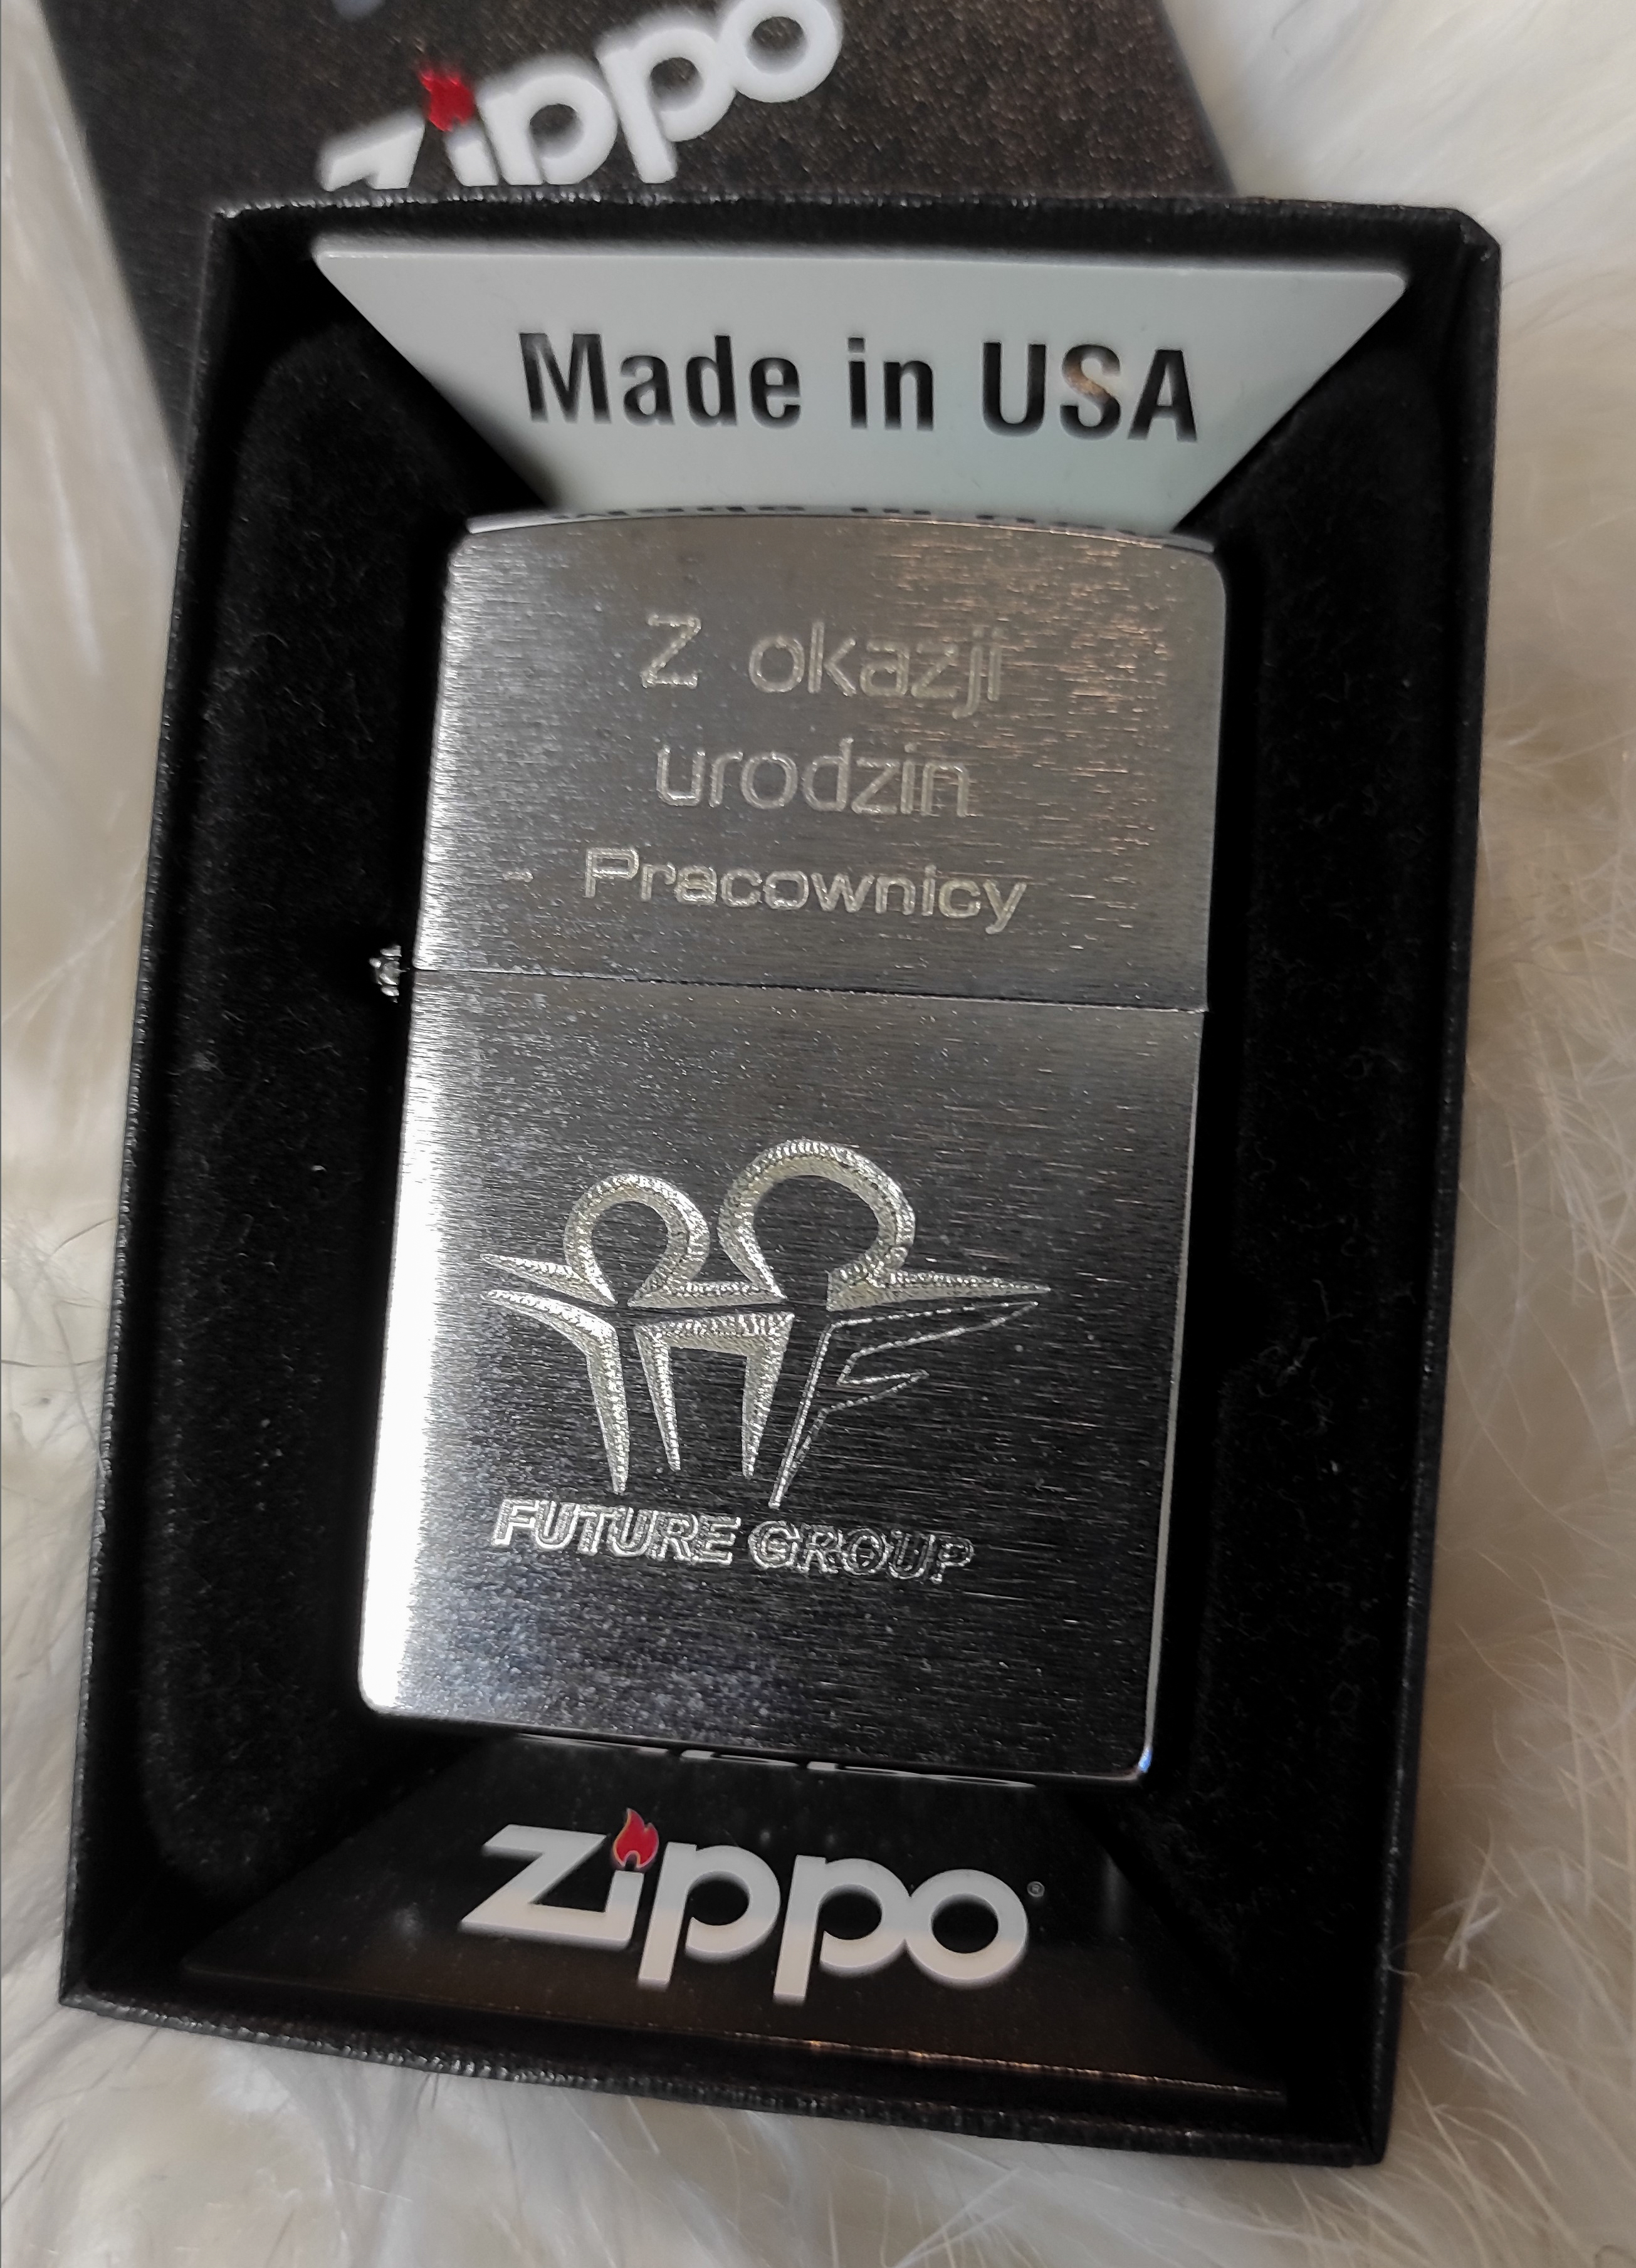 Zippo
Made in USA
Z okazji
urodzin
- Pracownicy
FUTURE GROUP
Zippo®